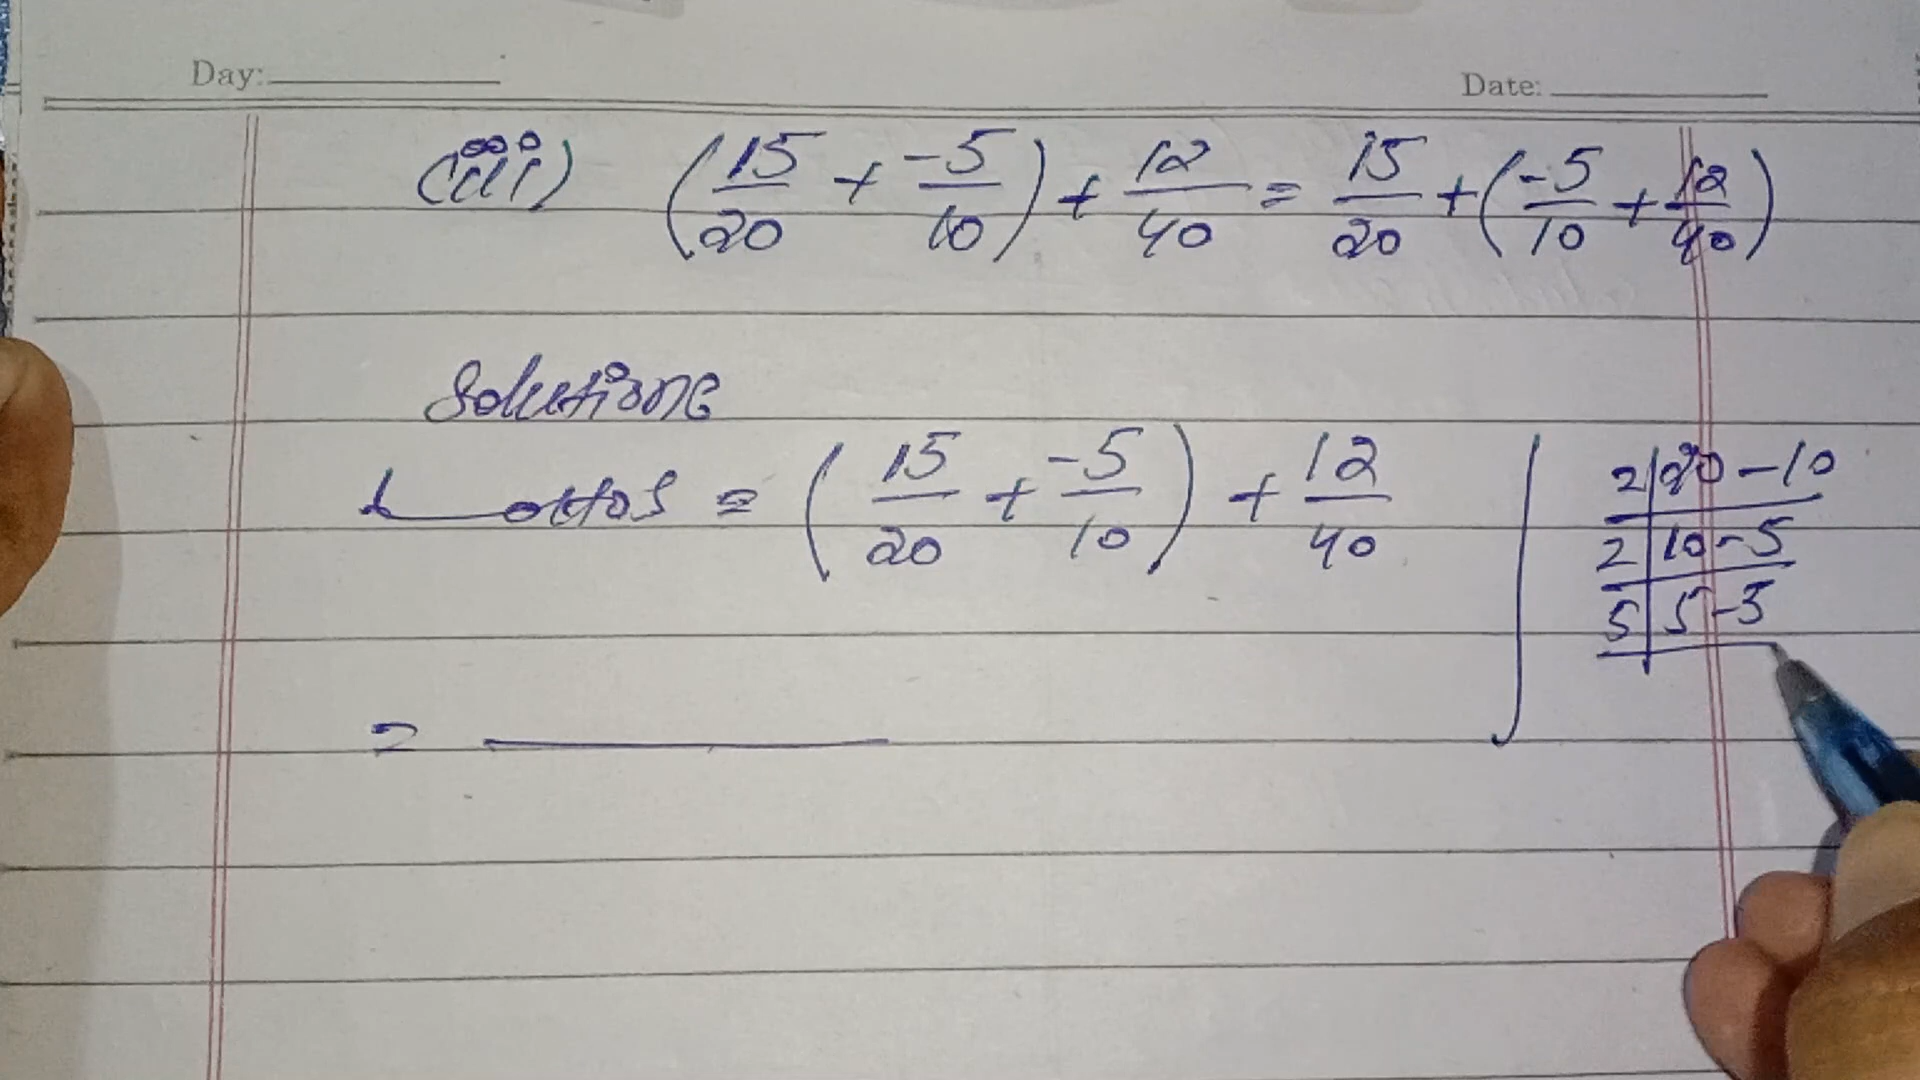 Day: Date:
(iii) (15/20 + -5/10) + 12/40 = 15/20 + (-5/10 + 12/40)
Solution:
L.H.S = (15/20 + -5/10) + 12/40
2 | 20 - 10
2 | 10 - 5
5 | 5 - 5
=